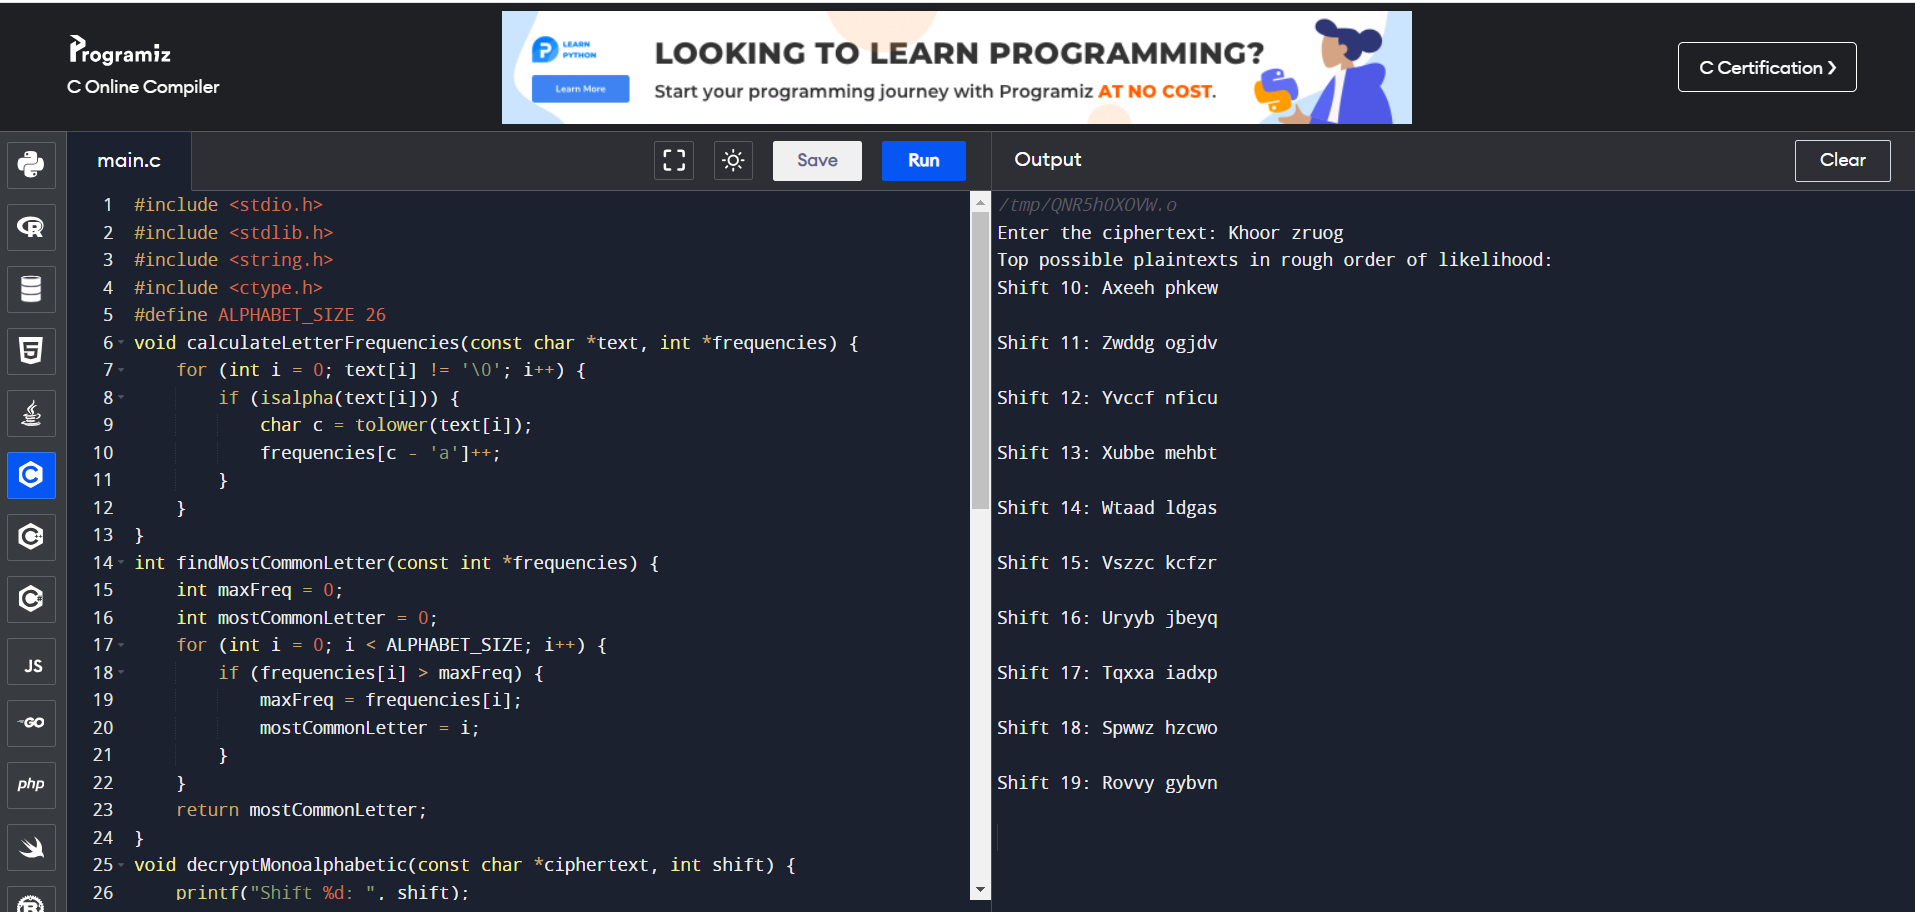 Programiz
C Online Compiler
LEARN
PYTHON
Learn More
LOOKING TO LEARN PROGRAMMING?
Start your programming journey with Programiz AT NO COST.
C Certification ❯
main.c
Save
Run
Output
Clear
JS
GO
php
1 #include <stdio.h>
2 #include <stdlib.h>
3 #include <string.h>
4 #include <ctype.h>
5 #define ALPHABET_SIZE 26
6 void calculateLetterFrequencies(const char *text, int *frequencies) {
7     for (int i = 0; text[i] != '\0'; i++) {
8         if (isalpha(text[i])) {
9             char c = tolower(text[i]);
10             frequencies[c - 'a']++;
11         }
12     }
13 }
14 int findMostCommonLetter(const int *frequencies) {
15     int maxFreq = 0;
16     int mostCommonLetter = 0;
17     for (int i = 0; i < ALPHABET_SIZE; i++) {
18         if (frequencies[i] > maxFreq) {
19             maxFreq = frequencies[i];
20             mostCommonLetter = i;
21         }
22     }
23     return mostCommonLetter;
24 }
25 void decryptMonoalphabetic(const char *ciphertext, int shift) {
26     printf("Shift %d: ", shift);
/tmp/QNR5h0XOVW.o
Enter the ciphertext: Khoor zruog
Top possible plaintexts in rough order of likelihood:
Shift 10: Axeeh phkew
Shift 11: Zwddg ogjdv
Shift 12: Yvccf nficu
Shift 13: Xubbe mehbt
Shift 14: Wtaad ldgas
Shift 15: Vszzc kcfzr
Shift 16: Uryyb jbeyq
Shift 17: Tqxxa iadxp
Shift 18: Spwwz hzcwo
Shift 19: Rovvy gybvn